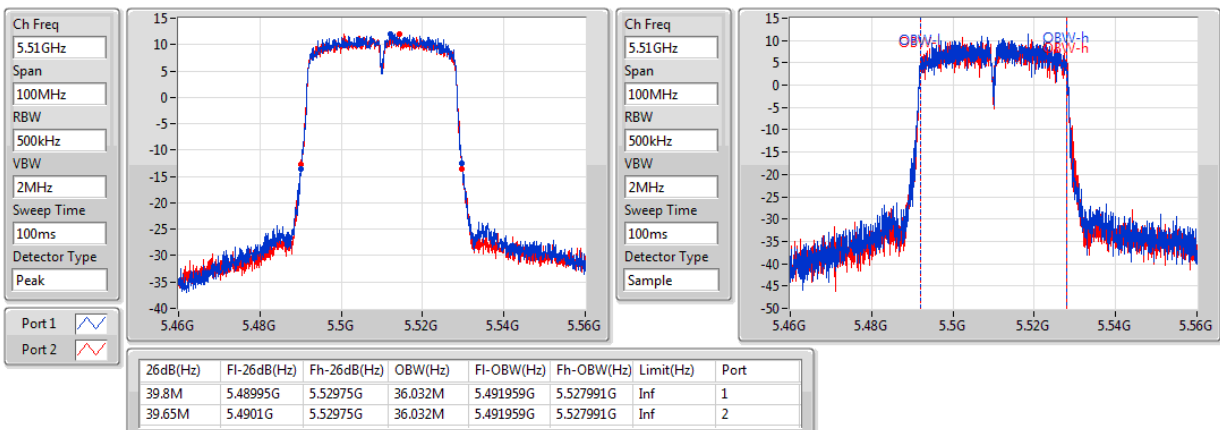 Ch Freq
5.51GHz
Span
100MHz
RBW
500kHz
VBW
2MHz
Sweep Time
100ms
Detector Type
Peak
Port 1
Port 2
15
10
5
0
-5
-10
-15
-20
-25
-30
-35
-40
5.46G 5.48G 5.5G 5.52G 5.54G 5.56G
Ch Freq
5.51GHz
Span
100MHz
RBW
500kHz
VBW
2MHz
Sweep Time
100ms
Detector Type
Sample
15
10
5
0
-5
-10
-15
-20
-25
-30
-35
-40
-45
-50
OBW-h
OBW-h
5.46G 5.48G 5.5G 5.52G 5.54G 5.56G
26dB(Hz) Fl-26dB(Hz) Fh-26dB(Hz) OBW(Hz) Fl-OBW(Hz) Fh-OBW(Hz) Limit(Hz) Port
39.8M 5.48995G 5.52975G 36.032M 5.491959G 5.527991G Inf 1
39.65M 5.4901G 5.52975G 36.032M 5.491959G 5.527991G Inf 2